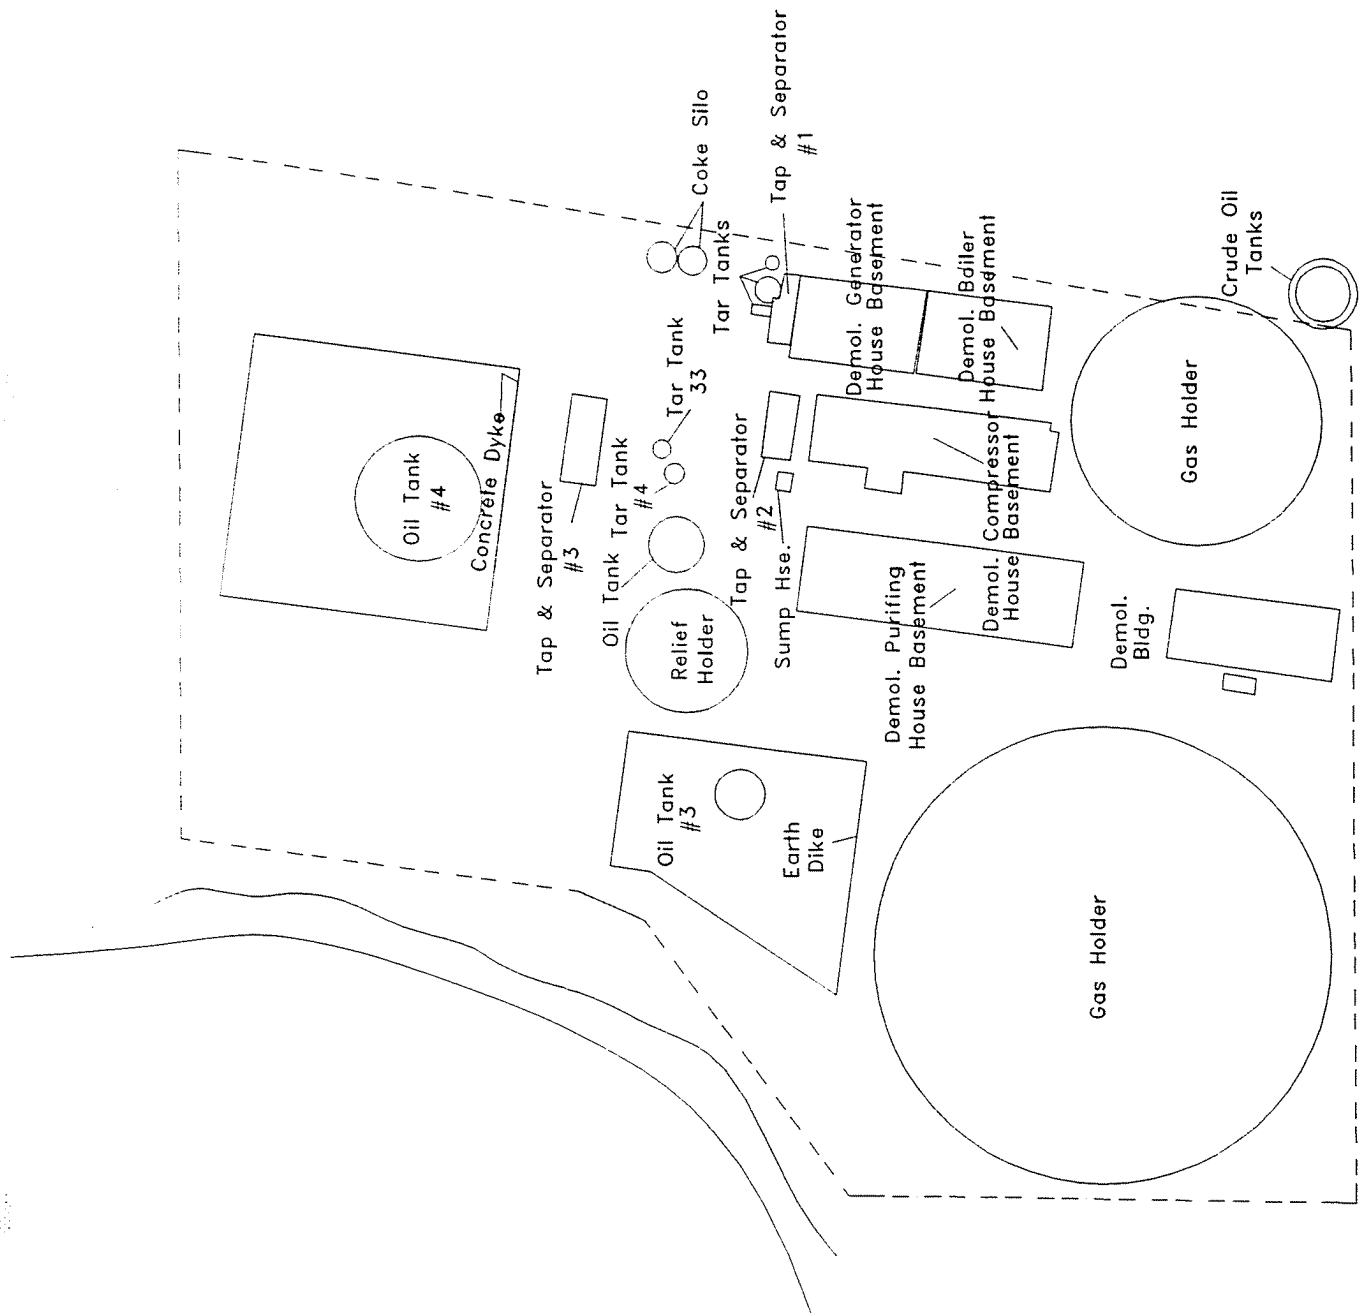 Oil Tank
#4
Concrete Dyke
Tap & Separator
#3
Oil Tank
Tar Tank
#4
Tar Tank
33
Coke Silo
Tar Tanks
Tap & Separator
#1
Relief
Holder
Tap & Separator
#2
Sump Hse.
Oil Tank
#3
Earth
Dike
Demol. Generator
House Basement
Demol. Boiler
House Basement
Demol. Compressor
House Basement
Demol. Purifing
House Basement
Demol.
Bldg.
Crude Oil
Tanks
Gas Holder
Gas Holder